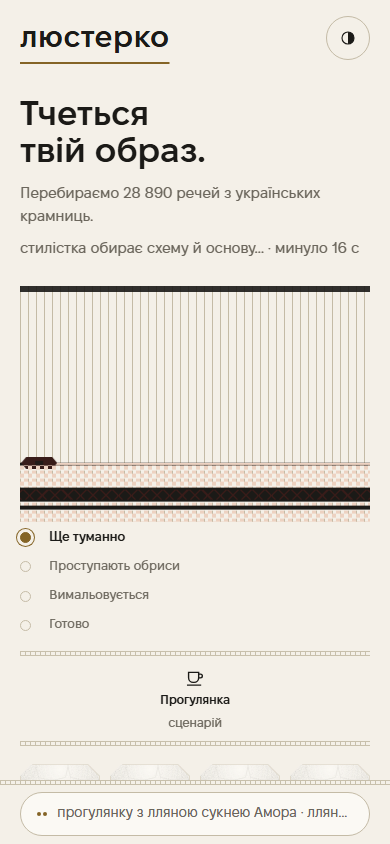 люстерко
Тчеться
твій образ.
Перебираємо 28 890 речей з українських
крамниць.
стилістка обирає схему й основу... · минуло 16 с
Ще туманно
Проступають обриси
Вимальовується
Готово
Прогулянка
сценарій
прогулянку з лляною сукнею Амора · ллян...